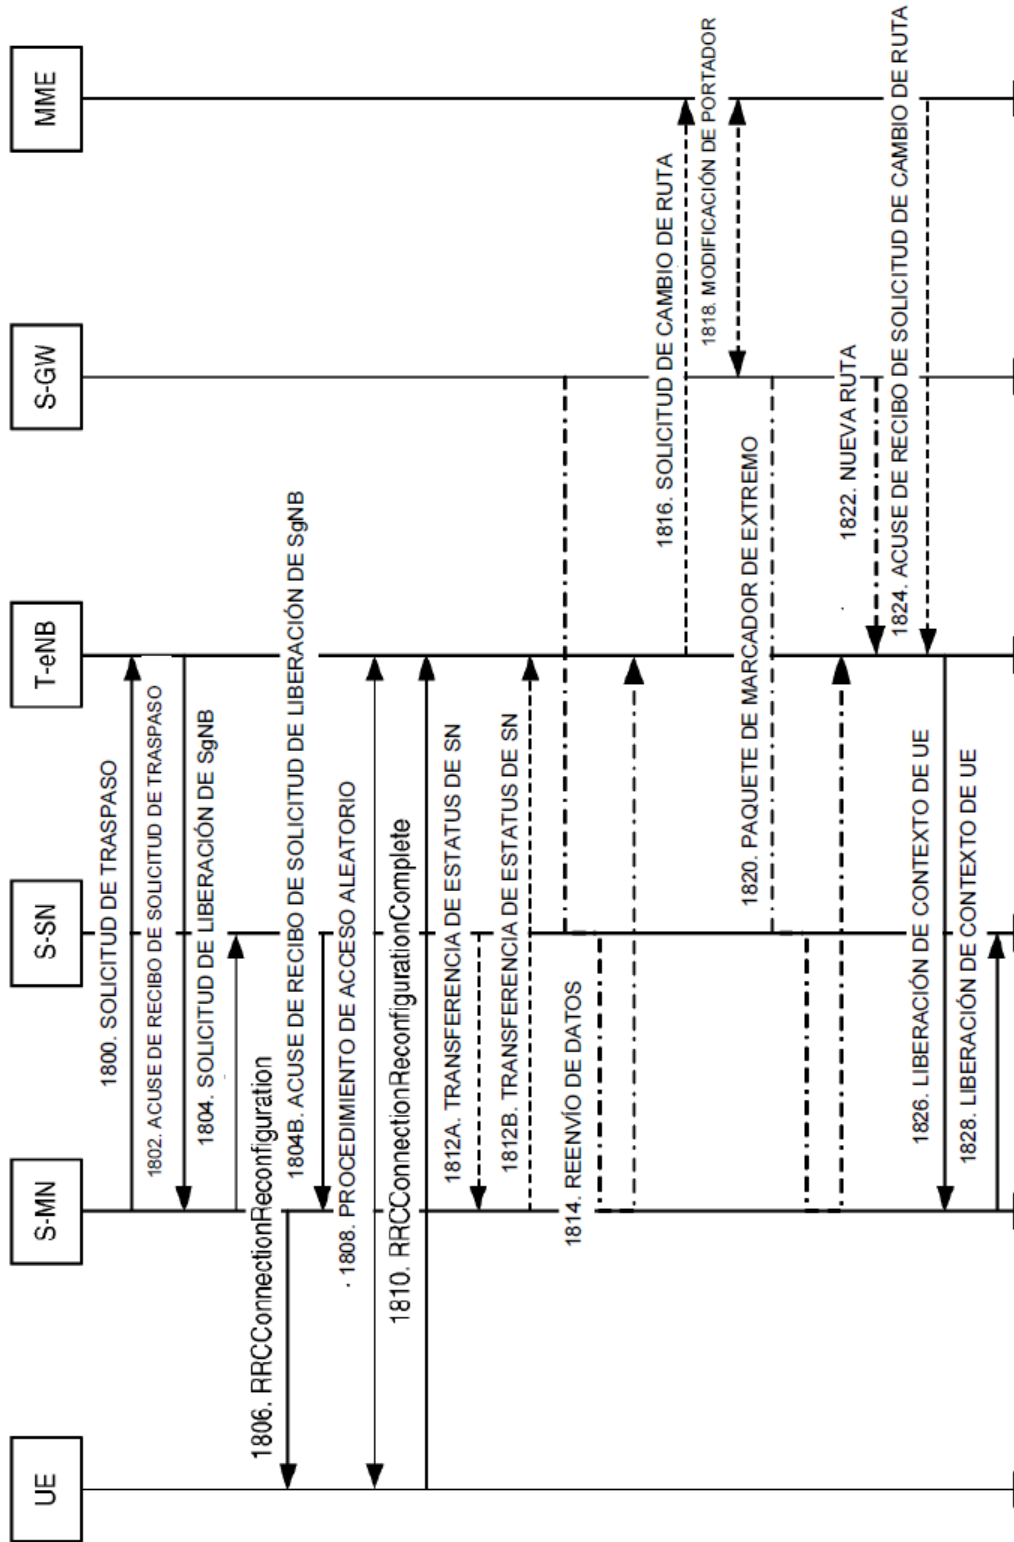 UE
S-MN
S-SN
T-eNB
S-GW
MME
1800. SOLICITUD DE TRASPASO
1802. ACUSE DE RECIBO DE SOLICITUD DE TRASPASO
1804. SOLICITUD DE LIBERACIÓN DE SgNB
1806. RRCConnectionReconfiguration
1804B. ACUSE DE RECIBO DE SOLICITUD DE LIBERACIÓN DE SgNB
1808. PROCEDIMIENTO DE ACCESO ALEATORIO
1810. RRCConnectionReconfigurationComplete
1812A. TRANSFERENCIA DE ESTATUS DE SN
1812B. TRANSFERENCIA DE ESTATUS DE SN
1814. REENVÍO DE DATOS
1816. SOLICITUD DE CAMBIO DE RUTA
1818. MODIFICACIÓN DE PORTADOR
1820. PAQUETE DE MARCADOR DE EXTREMO
1822. NUEVA RUTA
1824. ACUSE DE RECIBO DE SOLICITUD DE CAMBIO DE RUTA
1826. LIBERACIÓN DE CONTEXTO DE UE
1828. LIBERACIÓN DE CONTEXTO DE UE